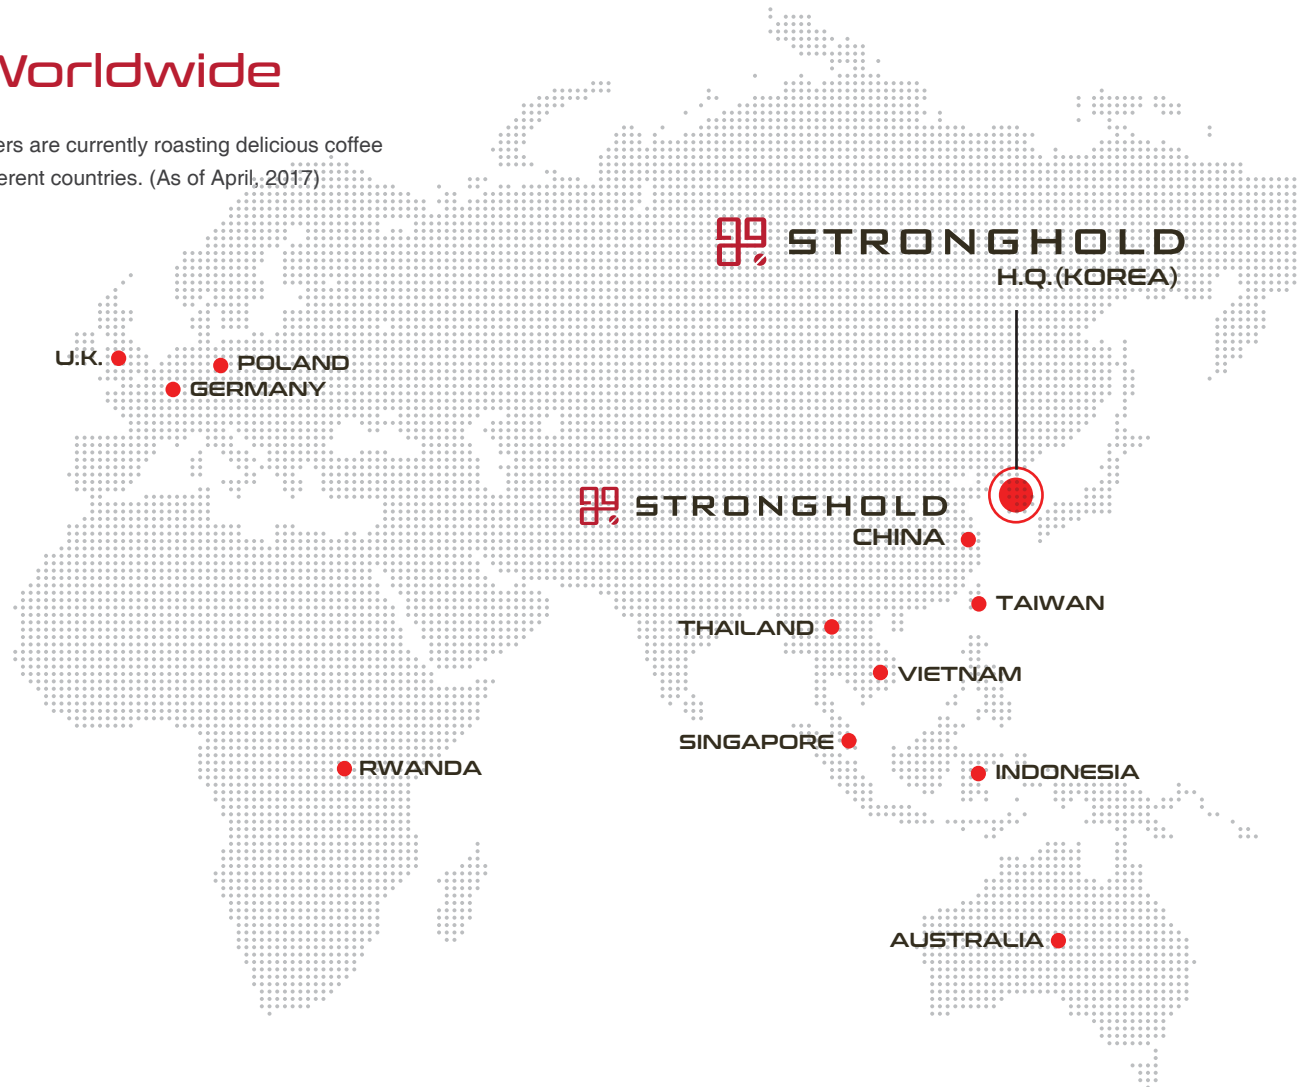 Worldwide
ers are currently roasting delicious coffee
erent countries. (As of April, 2017)
STRONGHOLD
H.Q.(KOREA)
U.K.
POLAND
GERMANY
STRONGHOLD
CHINA
TAIWAN
THAILAND
VIETNAM
SINGAPORE
RWANDA
INDONESIA
AUSTRALIA